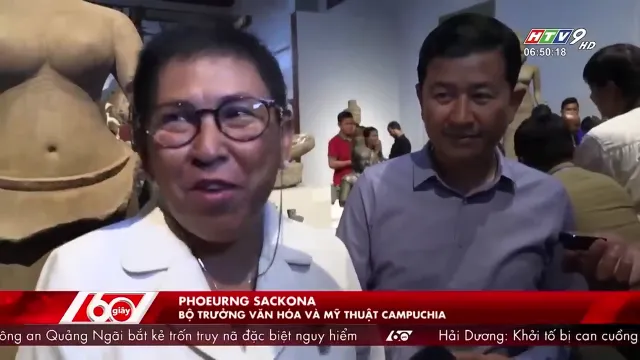 HTV9 HD
06:50:18
60 giây
PHOEURNG SACKONA
BỘ TRƯỞNG VĂN HÓA VÀ MỸ THUẬT CAMPUCHIA
ông an Quảng Ngãi bắt kẻ trốn truy nã đặc biệt nguy hiểm 60 Hải Dương: Khởi tố bị can cuồng